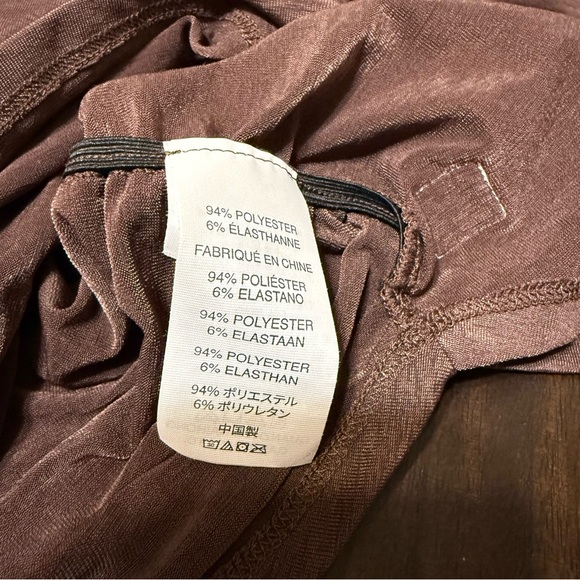 94% POLYESTER
6% ÉLASTHANNE
FABRIQUÉ EN CHINE
94% POLIÉSTER
6% ELASTANO
94% POLYESTER
6% ELASTAAN
94% POLYESTER
6% ELASTHAN
94% ポリエステル
6% ポリウレタン
中国製